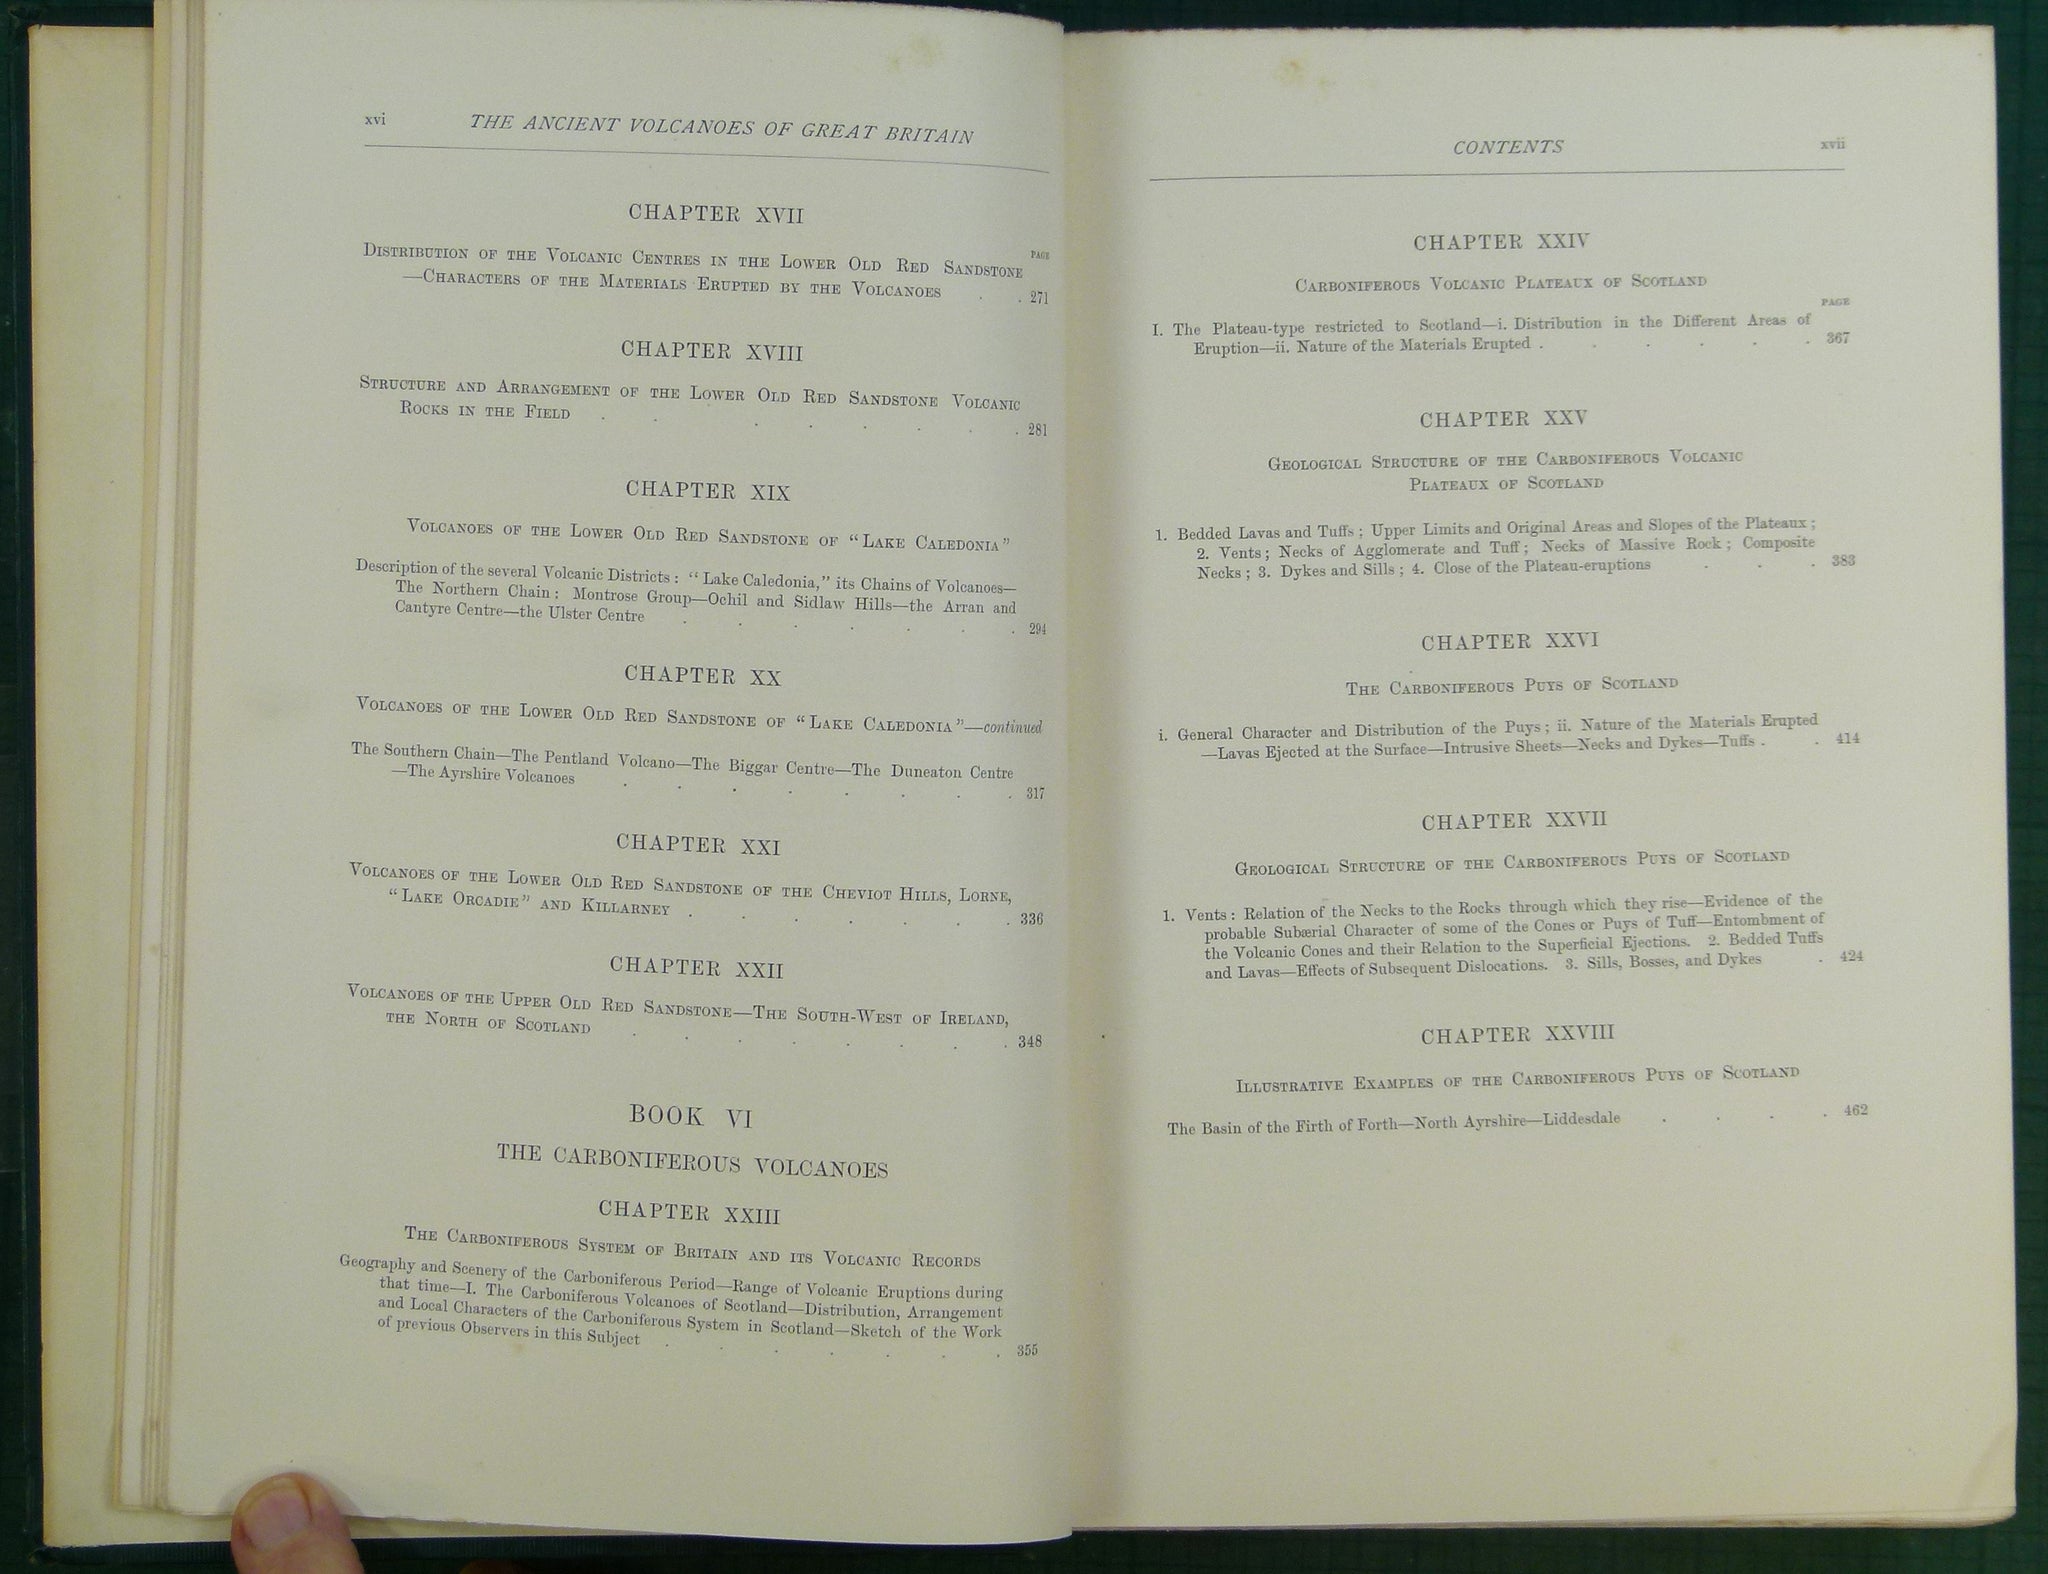 xvi THE ANCIENT VOLCANOES OF GREAT BRITAIN
CHAPTER XVII
PAGE
DISTRIBUTION OF THE VOLCANIC CENTRES IN THE LOWER OLD RED SANDSTONE
—CHARACTERS OF THE MATERIALS ERUPTED BY THE VOLCANOES . . 271
CHAPTER XVIII
STRUCTURE AND ARRANGEMENT OF THE LOWER OLD RED SANDSTONE VOLCANIC
ROCKS IN THE FIELD . . . . . . . . 281
CHAPTER XIX
VOLCANOES OF THE LOWER OLD RED SANDSTONE OF "LAKE CALEDONIA"
Description of the several Volcanic Districts : "Lake Caledonia," its Chains of Volcanoes—
The Northern Chain : Montrose Group—Ochil and Sidlaw Hills—the Arran and
Cantyre Centre—the Ulster Centre . . . . . . . 294
CHAPTER XX
VOLCANOES OF THE LOWER OLD RED SANDSTONE OF "LAKE CALEDONIA"—continued
The Southern Chain—The Pentland Volcano—The Biggar Centre—The Duneaton Centre
—The Ayrshire Volcanoes . . . . . . . . 317
CHAPTER XXI
VOLCANOES OF THE LOWER OLD RED SANDSTONE OF THE CHEVIOT HILLS, LORNE,
"LAKE ORCADIE" AND KILLARNEY . . . . . . . 336
CHAPTER XXII
VOLCANOES OF THE UPPER OLD RED SANDSTONE—THE SOUTH-WEST OF IRELAND,
THE NORTH OF SCOTLAND . . . . . . . . 348
BOOK VI
THE CARBONIFEROUS VOLCANOES
CHAPTER XXIII
THE CARBONIFEROUS SYSTEM OF BRITAIN AND ITS VOLCANIC RECORDS
Geography and Scenery of the Carboniferous Period—Range of Volcanic Eruptions during
that time—I. The Carboniferous Volcanoes of Scotland—Distribution, Arrangement
and Local Characters of the Carboniferous System in Scotland—Sketch of the Work
of previous Observers in this Subject . . . . . . . 355
CONTENTS xvii
CHAPTER XXIV
CARBONIFEROUS VOLCANIC PLATEAUX OF SCOTLAND
PAGE
I. The Plateau-type restricted to Scotland—i. Distribution in the Different Areas of
Eruption—ii. Nature of the Materials Erupted . . . . . . 367
CHAPTER XXV
GEOLOGICAL STRUCTURE OF THE CARBONIFEROUS VOLCANIC
PLATEAUX OF SCOTLAND
1. Bedded Lavas and Tuffs ; Upper Limits and Original Areas and Slopes of the Plateaux ;
2. Vents ; Necks of Agglomerate and Tuff ; Necks of Massive Rock ; Composite
Necks ; 3. Dykes and Sills ; 4. Close of the Plateau-eruptions . . . 383
CHAPTER XXVI
THE CARBONIFEROUS PUYS OF SCOTLAND
i. General Character and Distribution of the Puys ; ii. Nature of the Materials Erupted
—Lavas Ejected at the Surface—Intrusive Sheets—Necks and Dykes—Tuffs . . 414
CHAPTER XXVII
GEOLOGICAL STRUCTURE OF THE CARBONIFEROUS PUYS OF SCOTLAND
1. Vents : Relation of the Necks to the Rocks through which they rise—Evidence of the
probable Subærial Character of some of the Cones or Puys of Tuff—Entombment of
the Volcanic Cones and their Relation to the Superficial Ejections. 2. Bedded Tuffs
and Lavas—Effects of Subsequent Dislocations. 3. Sills, Bosses, and Dykes . 424
CHAPTER XXVIII
ILLUSTRATIVE EXAMPLES OF THE CARBONIFEROUS PUYS OF SCOTLAND
The Basin of the Firth of Forth—North Ayrshire—Liddesdale . . . . 462